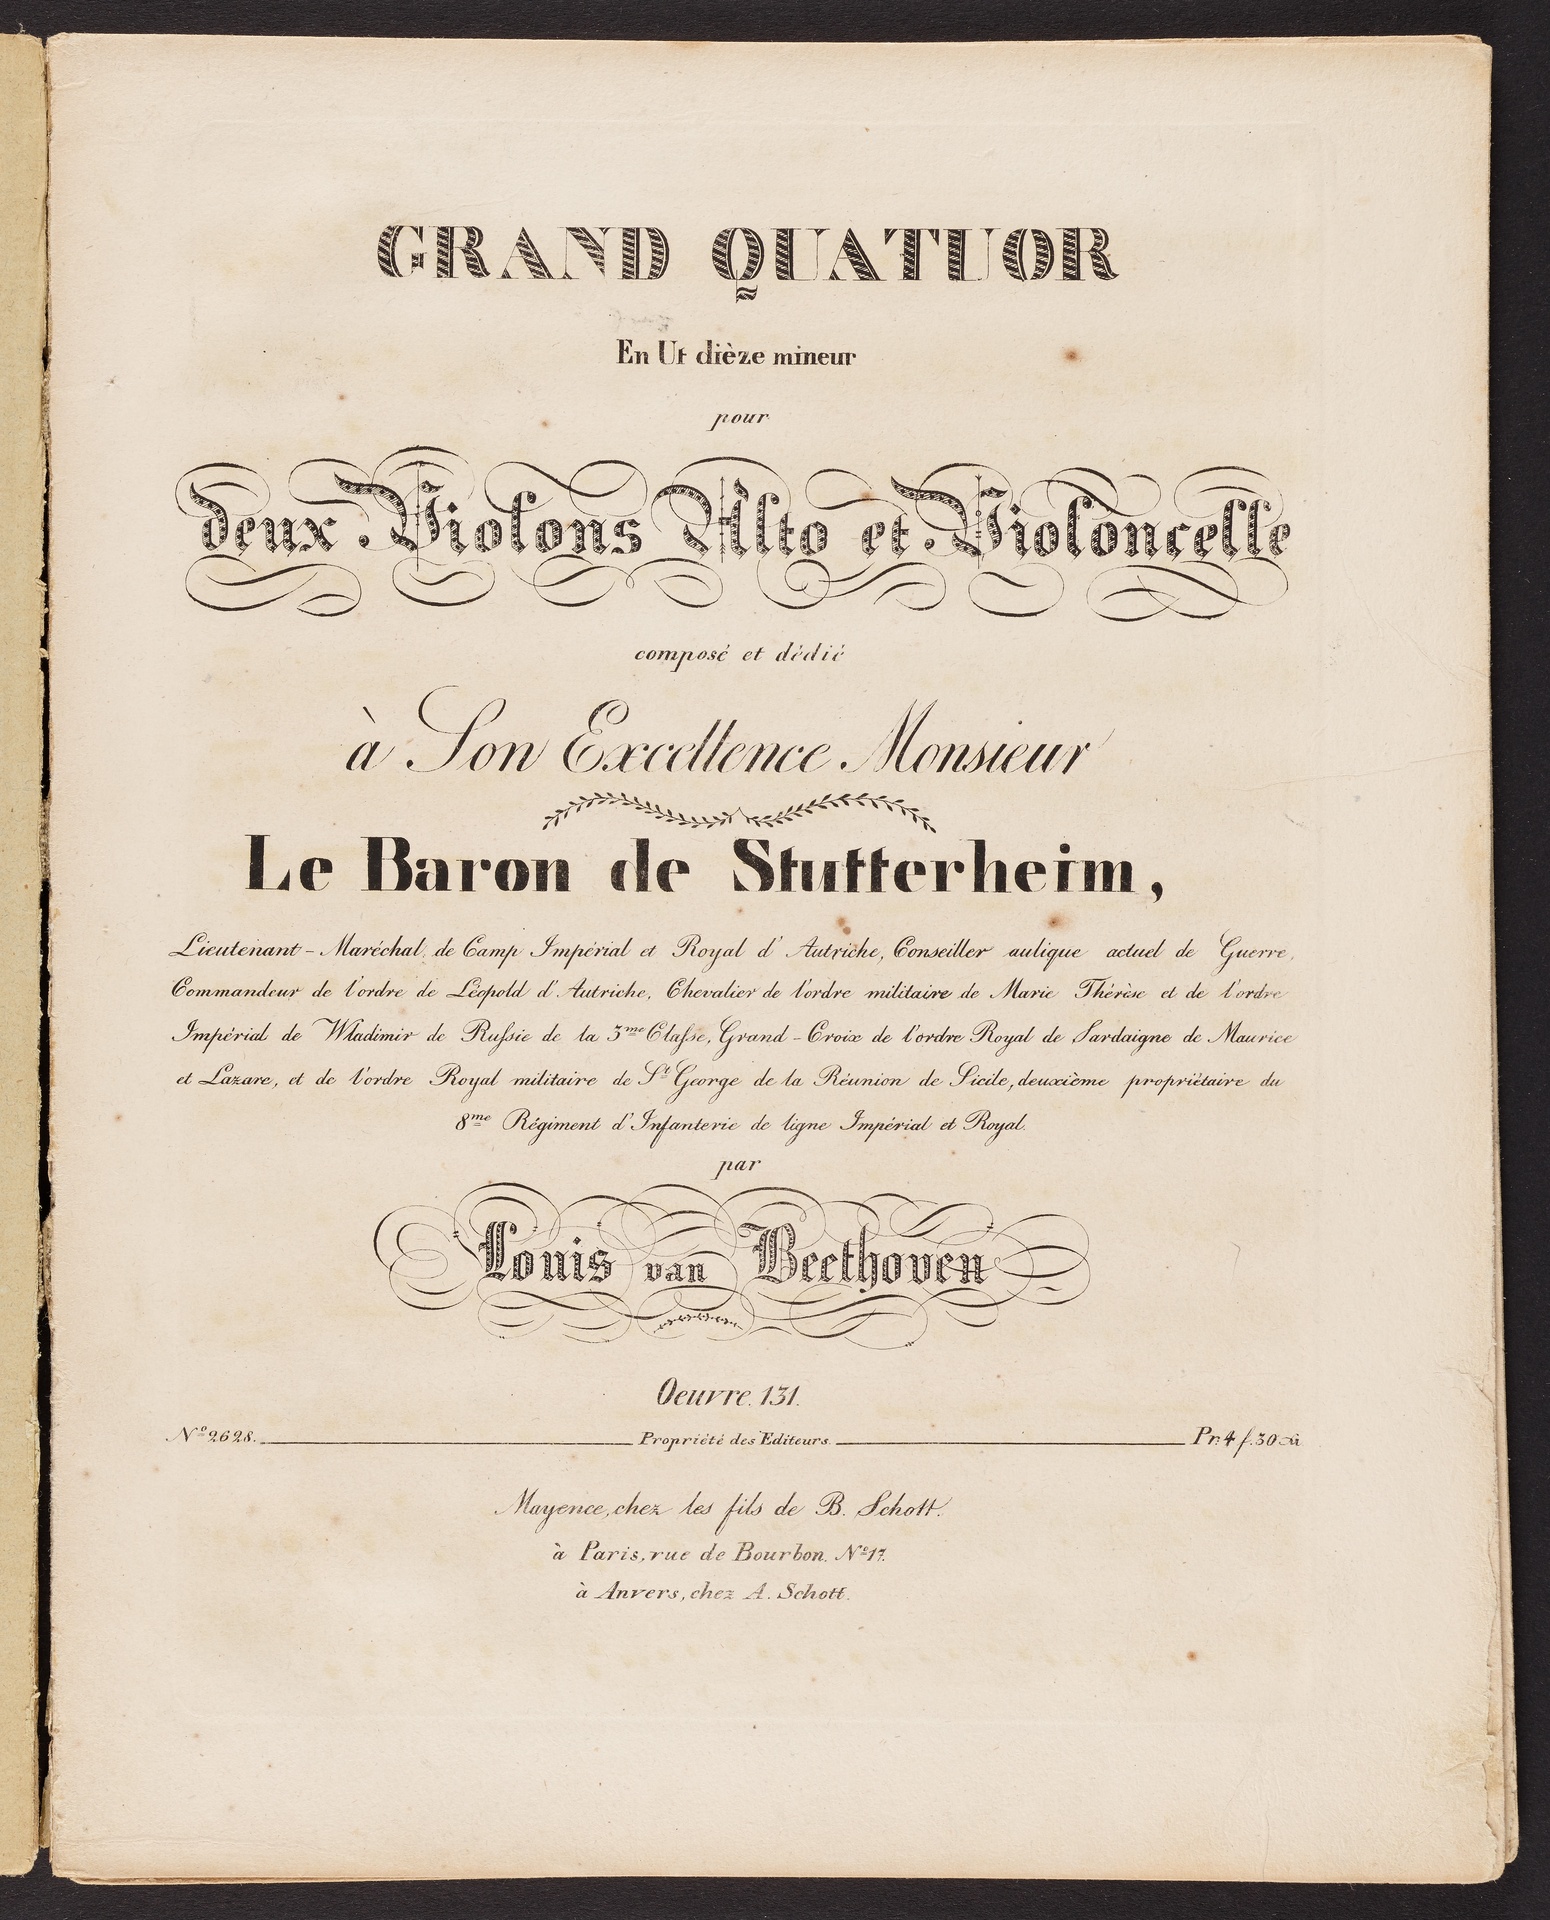 GRAND QUATUOR
En Ut dièze mineur
pour
deux Violons Alto et Violoncelle
composé et dédié
à Son Excellence Monsieur
Le Baron de Stutterheim,
Lieutenant-Maréchal, de Camp Impérial et Royal d'Autriche, Conseiller aulique actuel de Guerre,
Commandeur de l'ordre de Léopold d'Autriche, Chevalier de l'ordre militaire de Marie Thérèse et de l'ordre
Impérial de Wladimir de Ruſsie de la 3me Claſse, Grand-Croix de l'ordre Royal de Sardaigne de Maurice
et Lazare, et de l'ordre Royal militaire de St George de la Réunion de Sicile, deuxième propriétaire du
8me Régiment d'Infanterie de ligne Impérial et Royal.
par
Louis van Beethoven
Oeuvre. 131.
No 2628. Propriété des Editeurs. Pr. 4 f. 30
Mayence, chez les fils de B. Schott.
à Paris, rue de Bourbon. No 17.
à Anvers, chez A. Schott.